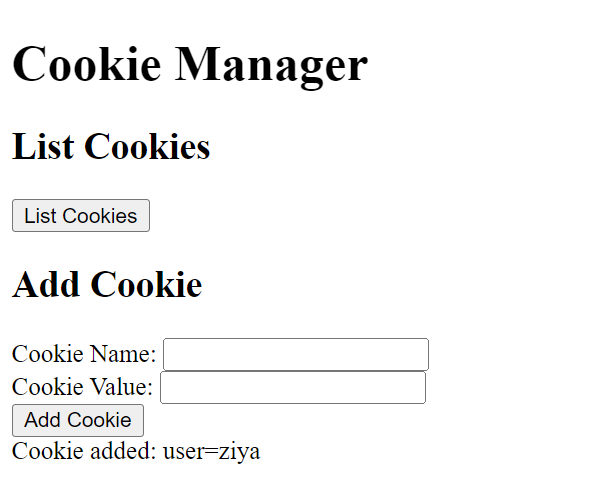 Cookie Manager
List Cookies
List Cookies
Add Cookie
Cookie Name:
Cookie Value:
Add Cookie
Cookie added: user=ziya